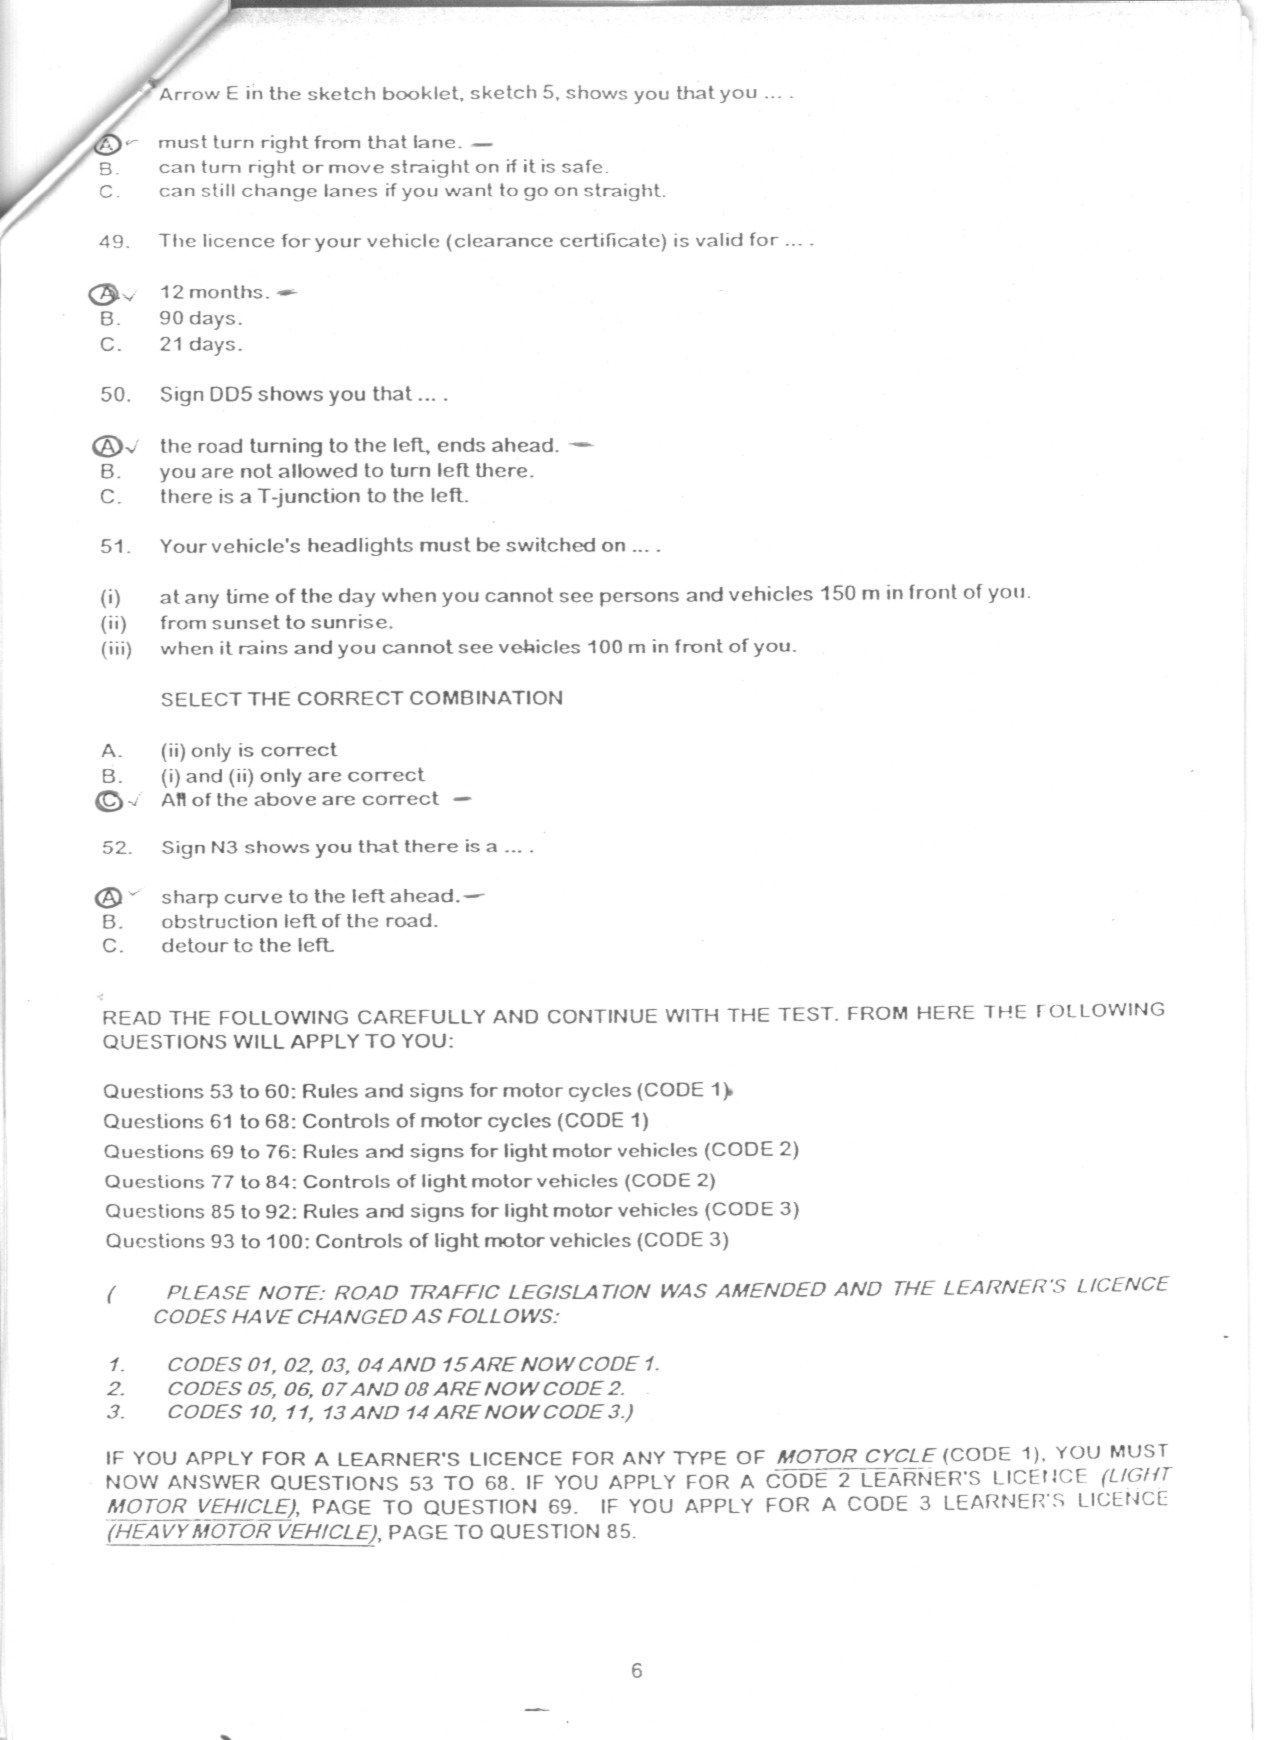 Arrow E in the sketch booklet, sketch 5, shows you that you ... .
A. must turn right from that lane.
B. can turn right or move straight on if it is safe.
C. can still change lanes if you want to go on straight.
49. The licence for your vehicle (clearance certificate) is valid for ... .
A. 12 months.
B. 90 days.
C. 21 days.
50. Sign DD5 shows you that ... .
A. the road turning to the left, ends ahead.
B. you are not allowed to turn left there.
C. there is a T-junction to the left.
51. Your vehicle's headlights must be switched on ... .
(i) at any time of the day when you cannot see persons and vehicles 150 m in front of you.
(ii) from sunset to sunrise.
(iii) when it rains and you cannot see vehicles 100 m in front of you.
SELECT THE CORRECT COMBINATION
A. (ii) only is correct
B. (i) and (ii) only are correct
C. All of the above are correct
52. Sign N3 shows you that there is a ... .
A. sharp curve to the left ahead.
B. obstruction left of the road.
C. detour to the left.
READ THE FOLLOWING CAREFULLY AND CONTINUE WITH THE TEST. FROM HERE THE FOLLOWING
QUESTIONS WILL APPLY TO YOU:
Questions 53 to 60: Rules and signs for motor cycles (CODE 1)
Questions 61 to 68: Controls of motor cycles (CODE 1)
Questions 69 to 76: Rules and signs for light motor vehicles (CODE 2)
Questions 77 to 84: Controls of light motor vehicles (CODE 2)
Questions 85 to 92: Rules and signs for light motor vehicles (CODE 3)
Questions 93 to 100: Controls of light motor vehicles (CODE 3)
( PLEASE NOTE: ROAD TRAFFIC LEGISLATION WAS AMENDED AND THE LEARNER'S LICENCE
CODES HAVE CHANGED AS FOLLOWS:
1. CODES 01, 02, 03, 04 AND 15 ARE NOW CODE 1.
2. CODES 05, 06, 07 AND 08 ARE NOW CODE 2.
3. CODES 10, 11, 13 AND 14 ARE NOW CODE 3.)
IF YOU APPLY FOR A LEARNER'S LICENCE FOR ANY TYPE OF MOTOR CYCLE (CODE 1), YOU MUST
NOW ANSWER QUESTIONS 53 TO 68. IF YOU APPLY FOR A CODE 2 LEARNER'S LICENCE (LIGHT
MOTOR VEHICLE), PAGE TO QUESTION 69. IF YOU APPLY FOR A CODE 3 LEARNER'S LICENCE
(HEAVY MOTOR VEHICLE), PAGE TO QUESTION 85.
6